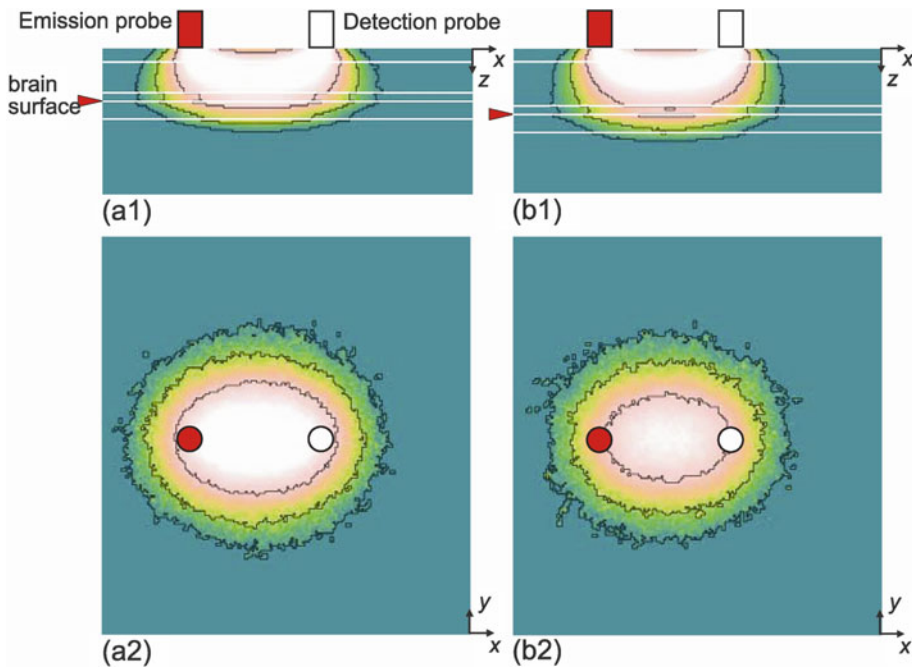 Emission probe
Detection probe
x
z
x
z
brain
surface
(a1)
(b1)
y
x
y
x
(a2)
(b2)